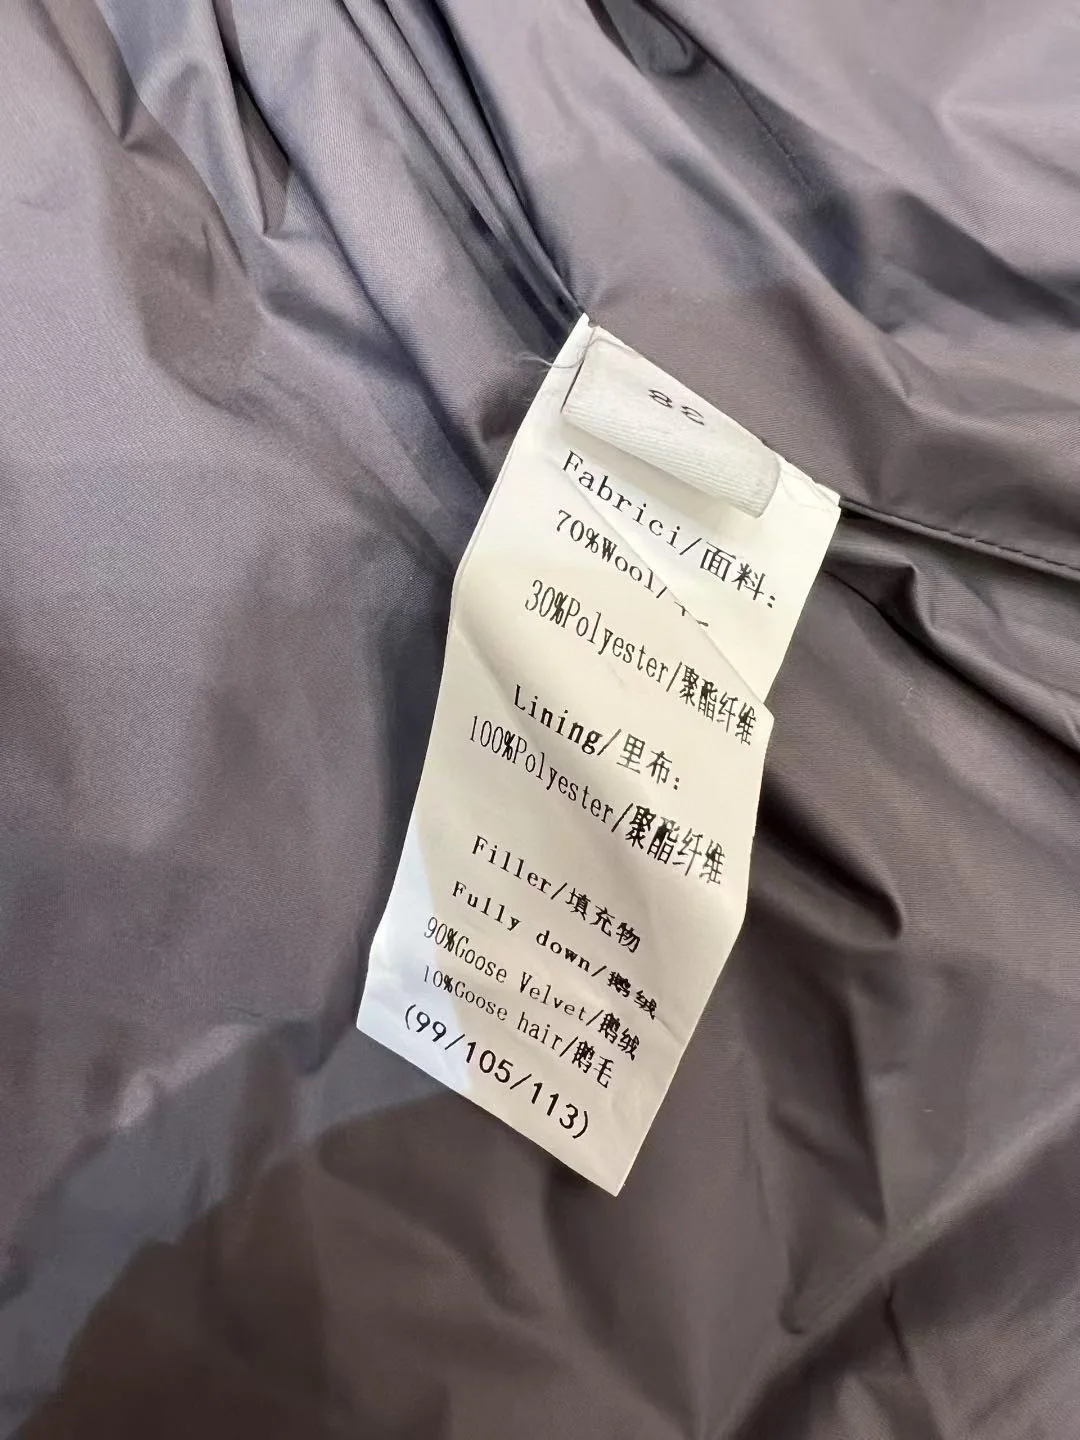 38
Fabrici/面料:
70%Wool/
30%Polyester/聚酯纤维
Lining/里布:
100%Polyester/聚酯纤维
Filler/填充物
Fully down/鹅绒
90%Goose Velvet/鹅绒
10%Goose hair/鹅毛
(99/105/113)